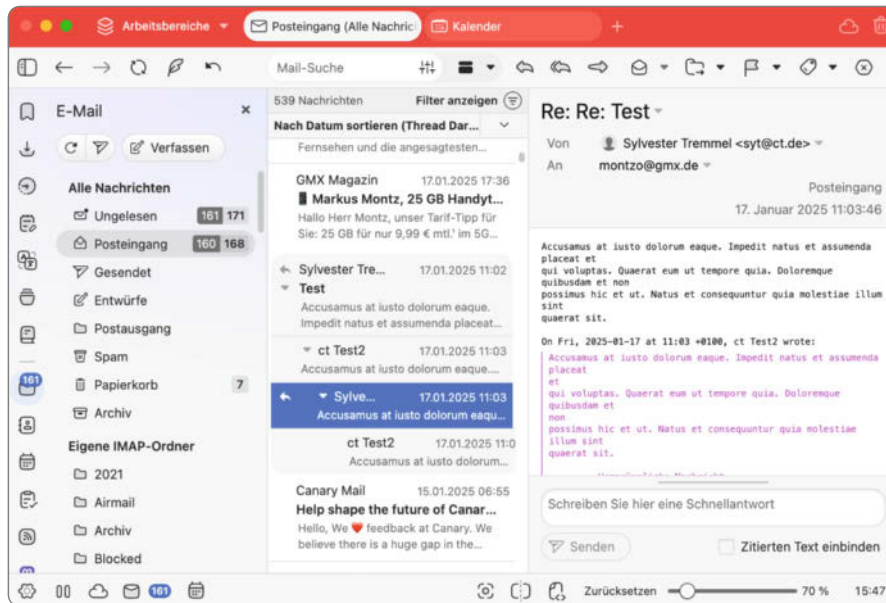 Arbeitsbereiche
Posteingang (Alle Nachric
Kalender
Mail-Suche
E-Mail
Verfassen
Alle Nachrichten
Ungelesen 161 171
Posteingang 160 168
Gesendet
Entwürfe
Postausgang
Spam
Papierkorb 7
Archiv
Eigene IMAP-Ordner
2021
Airmail
Archiv
Blocked
161
539 Nachrichten Filter anzeigen
Nach Datum sortieren (Thread Dar...
Fernsehen und die angesagtesten...
GMX Magazin 17.01.2025 17:36
Markus Montz, 25 GB Handyt...
Hallo Herr Montz, unser Tarif-Tipp für
Sie: 25 GB für nur 9,99 € mtl.' im 5G...
Sylvester Tre... 17.01.2025 11:02
Test
Accusamus at iusto dolorum eaque.
Impedit natus et assumenda placeat...
ct Test2 17.01.2025 11:03
Accusamus at iusto dolorum eaque....
Sylve... 17.01.2025 11:03
Accusamus at iusto dolorum eaqu...
ct Test2 17.01.2025 11:0
Accusamus at iusto dolorum...
Canary Mail 15.01.2025 06:55
Help shape the future of Canar...
Hello, We ❤️ feedback at Canary. We
believe there is a huge gap in the...
Re: Re: Test
Von Sylvester Tremmel <syt@ct.de>
An montzo@gmx.de
Posteingang
17. Januar 2025 11:03:46
Accusamus at iusto dolorum eaque. Impedit natus et assumenda
placeat et
qui voluptas. Quaerat eum ut tempore quia. Doloremque
quibusdam et non
possimus hic et ut. Natus et consequuntur quia molestiae illum
sint
quaerat sit.
On Fri, 2025-01-17 at 11:03 +0100, ct Test2 wrote:
Accusamus at iusto dolorum eaque. Impedit natus et assumenda
placeat
et
qui voluptas. Quaerat eum ut tempore quia. Doloremque
quibusdam et
non
possimus hic et ut. Natus et consequuntur quia molestiae
illum sint
quaerat sit.
Schreiben Sie hier eine Schnellantwort
Senden
Zitierten Text einbinden
161
Zurücksetzen 70 % 15:47